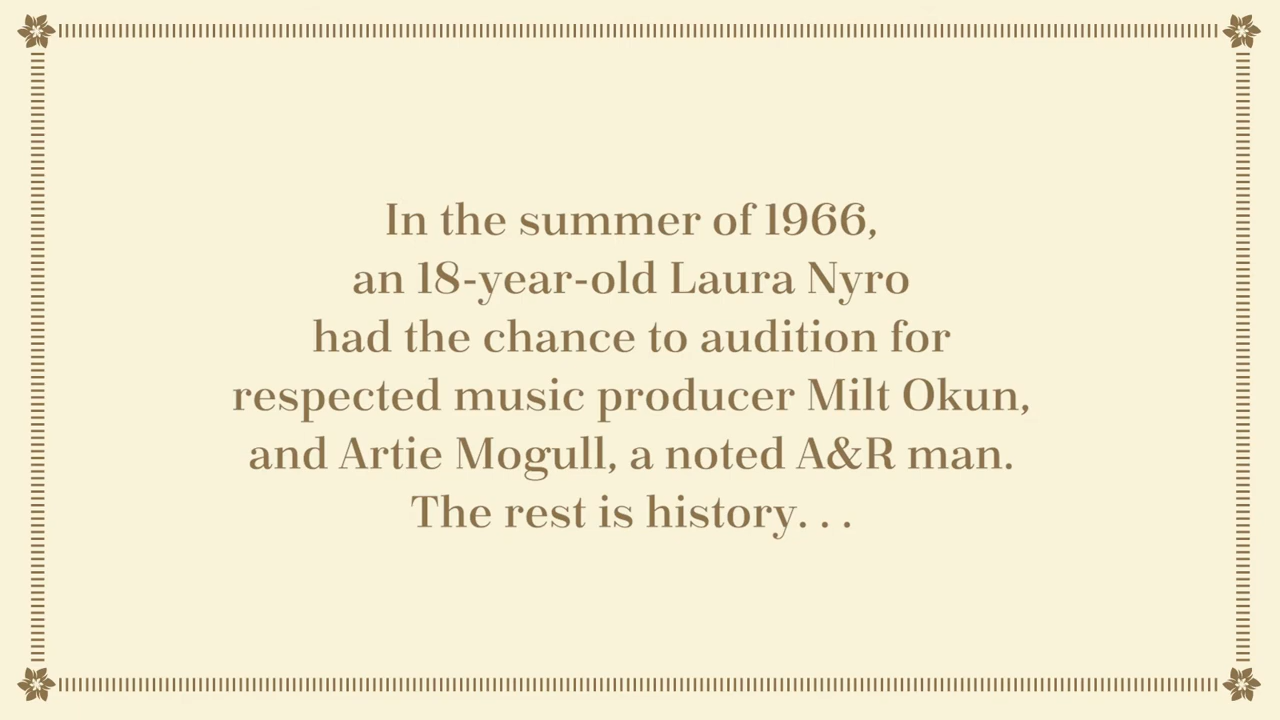 In the summer of 1966,
an 18-year-old Laura Nyro
had the chance to audition for
respected music producer Milt Okun,
and Artie Mogull, a noted A&R man.
The rest is history. . .